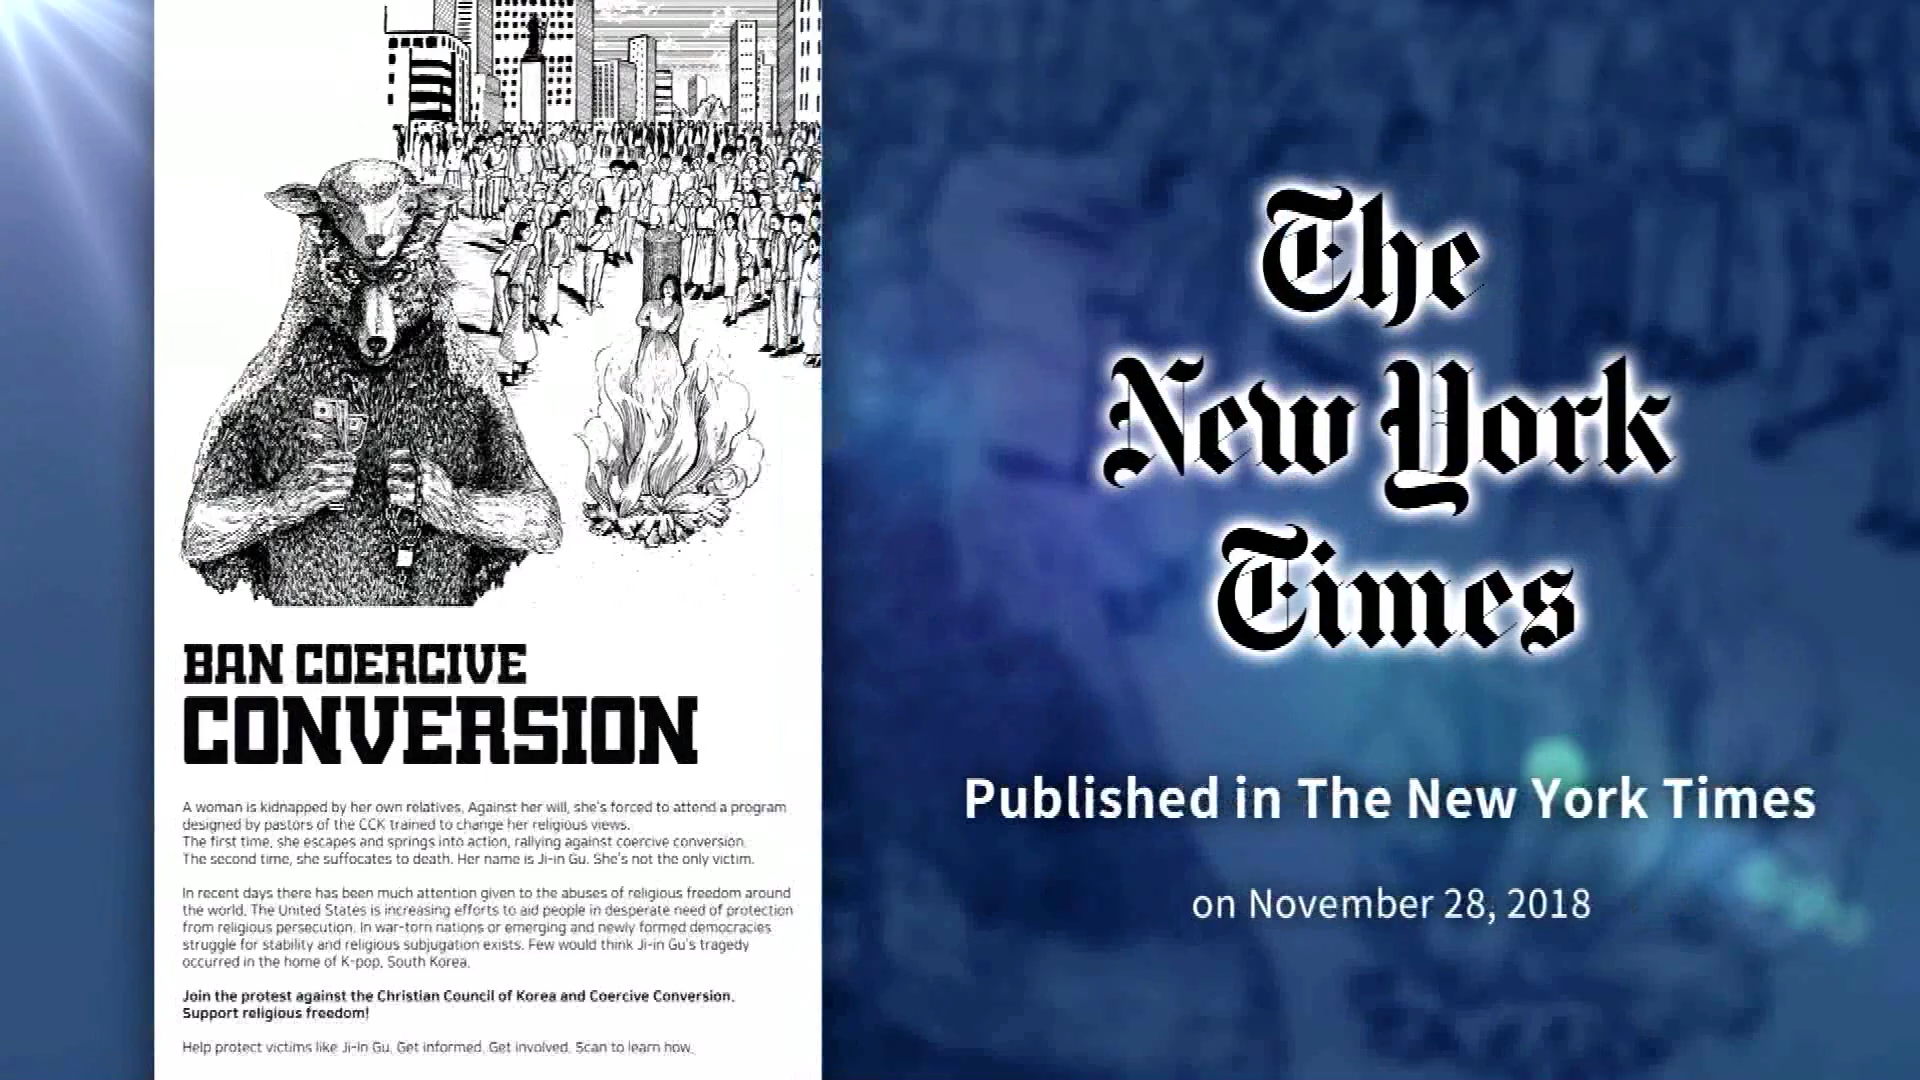 BAN COERCIVE
CONVERSION
A woman is kidnapped by her own relatives. Against her will, she's forced to attend a program
designed by pastors of the CCK trained to change her religious views.
The first time, she escapes and springs into action, rallying against coercive conversion.
The second time, she suffocates to death. Her name is Ji-in Gu. She's not the only victim.
In recent days there has been much attention given to the abuses of religious freedom around
the world. The United States is increasing efforts to aid people in desperate need of protection
from religious persecution. In war-torn nations or emerging and newly formed democracies
struggle for stability and religious subjugation exists. Few would think Ji-in Gu's tragedy
occurred in the home of K-pop, South Korea.
Join the protest against the Christian Council of Korea and Coercive Conversion.
Support religious freedom!
Help protect victims like Ji-in Gu. Get informed. Get involved. Scan to learn how.
The
New York
Times
Published in The New York Times
on November 28, 2018